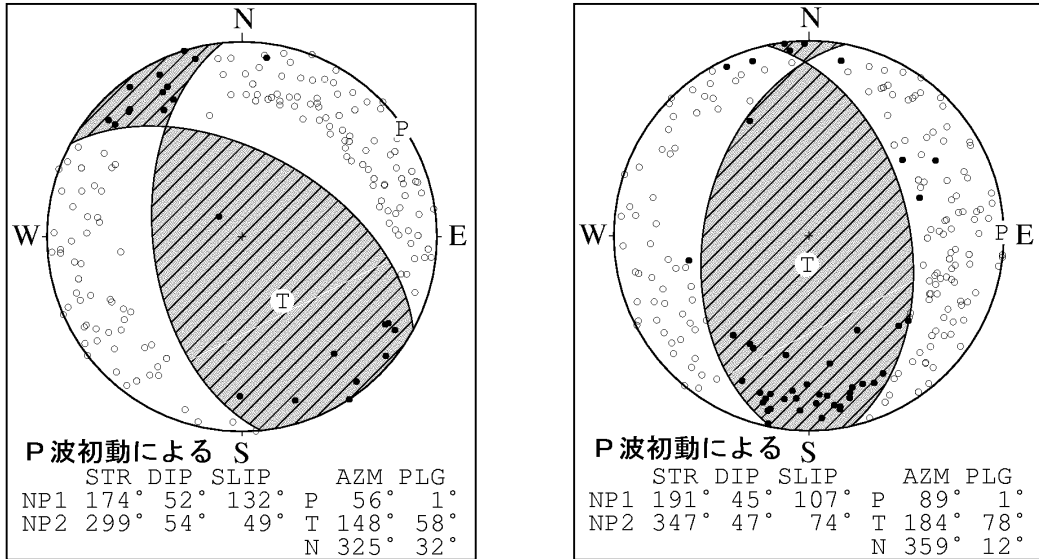 N
P
W E
T
P波初動による S
STR DIP SLIP AZM PLG
NP1 174° 52° 132° P 56° 1°
NP2 299° 54° 49° T 148° 58°
N 325° 32°
N
W P E
T
P波初動による S
STR DIP SLIP AZM PLG
NP1 191° 45° 107° P 89° 1°
NP2 347° 47° 74° T 184° 78°
N 359° 12°